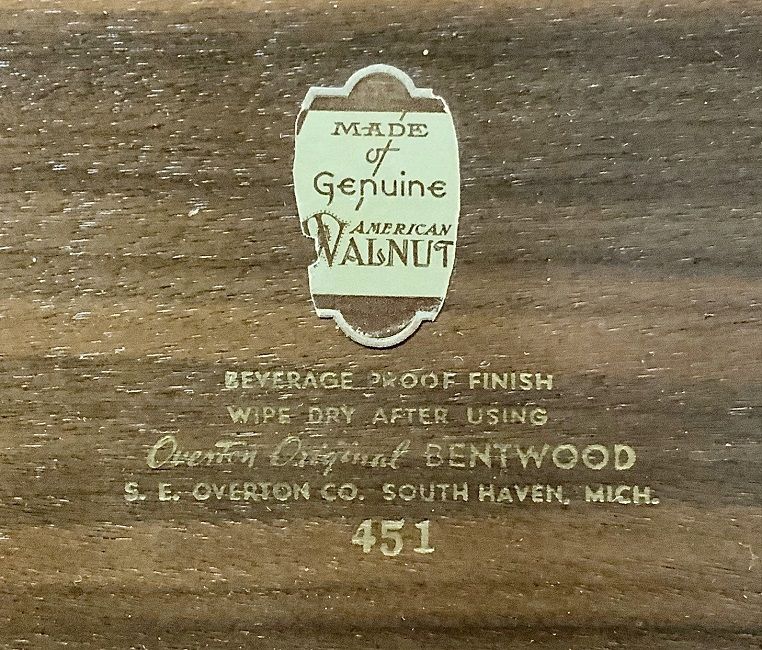 MADE
of
Genuine
AMERICAN
WALNUT
BEVERAGE PROOF FINISH
WIPE DRY AFTER USING
Overton Original BENTWOOD
S. E. OVERTON CO. SOUTH HAVEN, MICH.
451